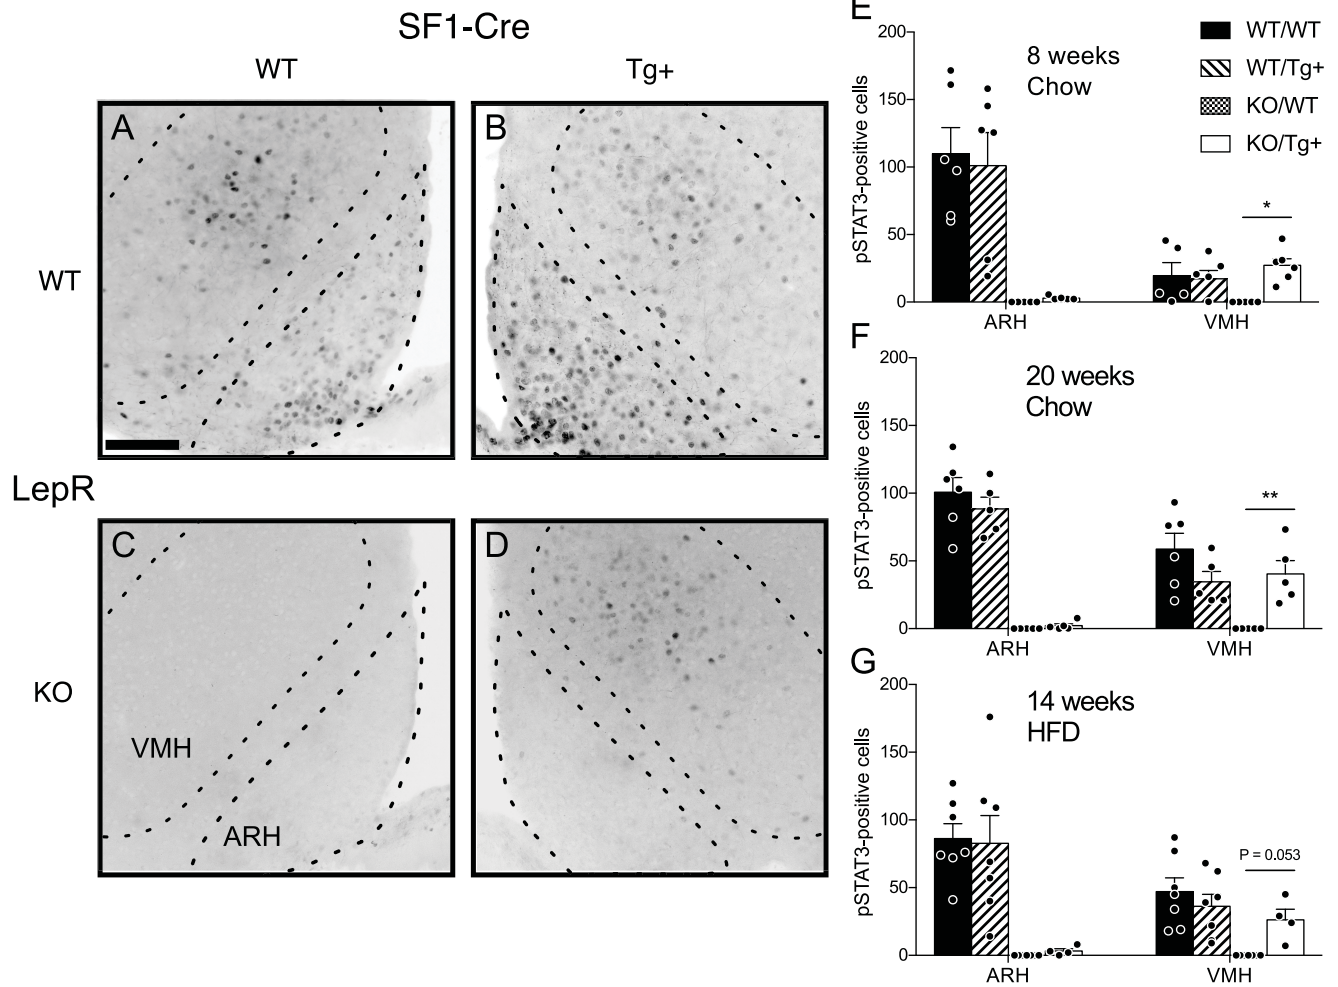 SF1-Cre
WT
Tg+
A
B
WT
LepR
C
D
KO
VMH
ARH
E
200
150
100
50
0
pSTAT3-positive cells
8 weeks
Chow
*
ARH
VMH
WT/WT
WT/Tg+
KO/WT
KO/Tg+
F
200
150
100
50
0
pSTAT3-positive cells
20 weeks
Chow
**
ARH
VMH
G
200
150
100
50
0
pSTAT3-positive cells
14 weeks
HFD
P = 0.053
ARH
VMH